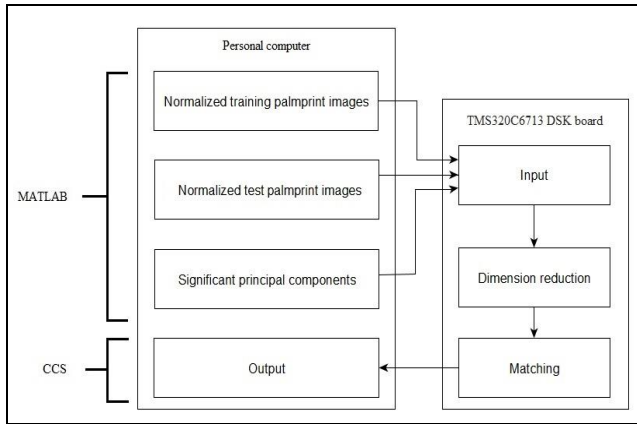 Personal computer
Normalized training palmprint images
TMS320C6713 DSK board
Input
Normalized test palmprint images
MATLAB
Significant principal components
Dimension reduction
CCS
Output
Matching